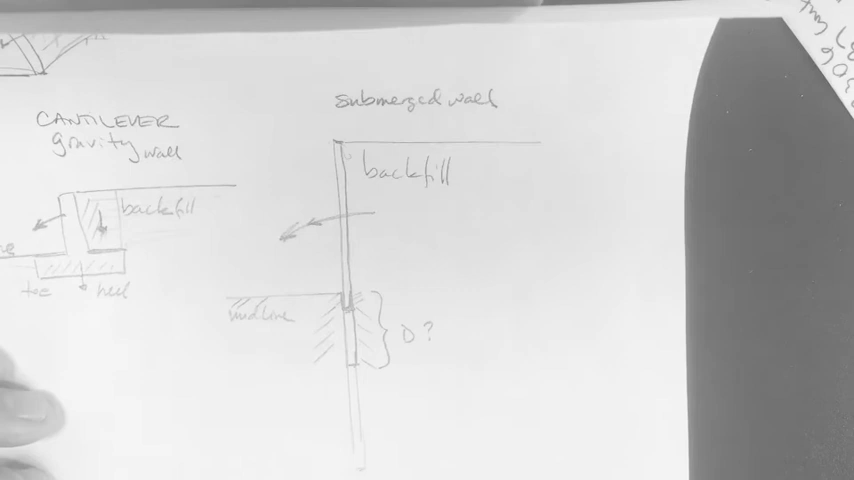 CANTILEVER
gravity wall
backfill
toe
heel
submerged wall
backfill
mudline
D ?